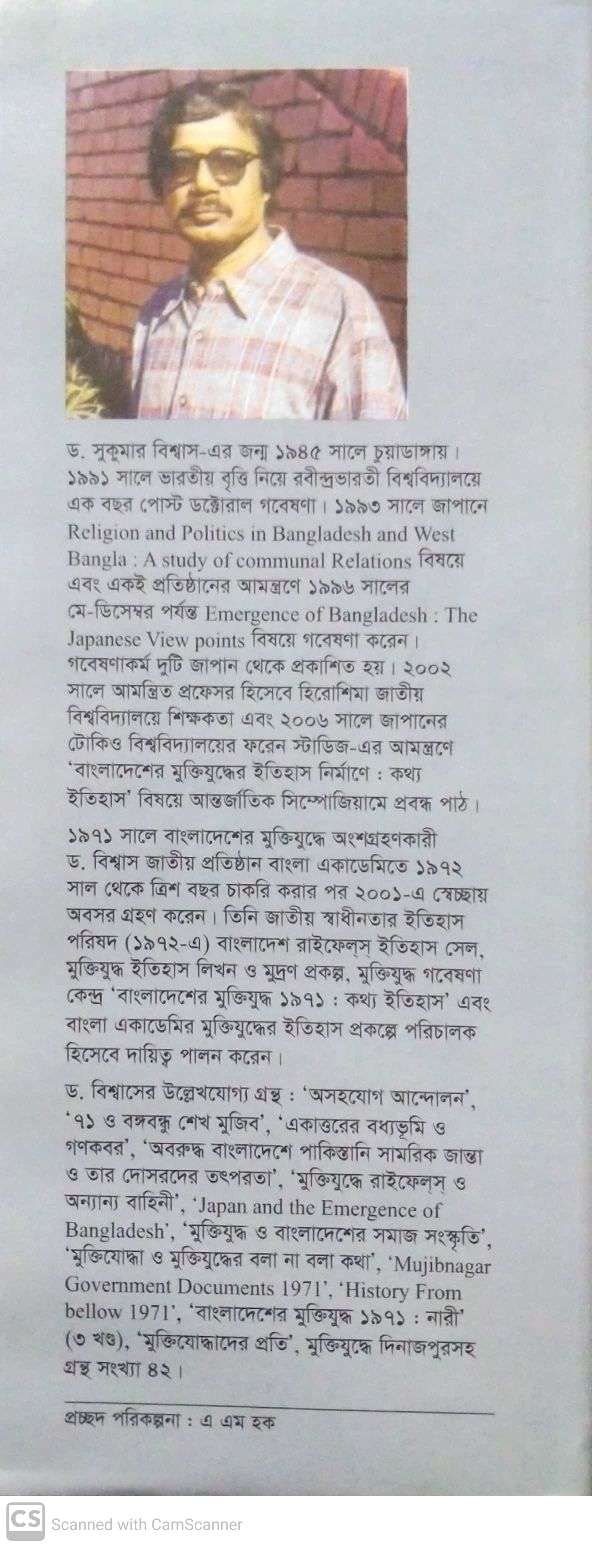 ড. সুকুমার বিশ্বাস-এর জন্ম ১৯৪৫ সালে চুয়াডাঙ্গায়।
১৯৯১ সালে ভারতীয় বৃত্তি নিয়ে রবীন্দ্রভারতী বিশ্ববিদ্যালয়ে
এক বছর পোস্ট ডক্টোরাল গবেষণা। ১৯৯৩ সালে জাপানে
Religion and Politics in Bangladesh and West
Bangla : A study of communal Relations বিষয়ে
এবং একই প্রতিষ্ঠানের আমন্ত্রণে ১৯৯৬ সালের
মে-ডিসেম্বর পর্যন্ত Emergence of Bangladesh : The
Japanese View points বিষয়ে গবেষণা করেন।
গবেষণাকর্ম দুটি জাপান থেকে প্রকাশিত হয়। ২০০২
সালে আমন্ত্রিত প্রফেসর হিসেবে হিরোশিমা জাতীয়
বিশ্ববিদ্যালয়ে শিক্ষকতা এবং ২০০৬ সালে জাপানের
টোকিও বিশ্ববিদ্যালয়ের ফরেন স্টাডিজ-এর আমন্ত্রণে
‘বাংলাদেশের মুক্তিযুদ্ধের ইতিহাস নির্মাণে : কথ্য
ইতিহাস’ বিষয়ে আন্তর্জাতিক সিম্পোজিয়ামে প্রবন্ধ পাঠ।
১৯৭১ সালে বাংলাদেশের মুক্তিযুদ্ধে অংশগ্রহণকারী
ড. বিশ্বাস জাতীয় প্রতিষ্ঠান বাংলা একাডেমিতে ১৯৭২
সাল থেকে ত্রিশ বছর চাকরি করার পর ২০০১-এ স্বেচ্ছায়
অবসর গ্রহণ করেন। তিনি জাতীয় স্বাধীনতার ইতিহাস
পরিষদ (১৯৭২-এ) বাংলাদেশ রাইফেল্‌স্ ইতিহাস সেল,
মুক্তিযুদ্ধ ইতিহাস লিখন ও মুদ্রণ প্রকল্প, মুক্তিযুদ্ধ গবেষণা
কেন্দ্র ‘বাংলাদেশের মুক্তিযুদ্ধ ১৯৭১ : কথ্য ইতিহাস’ এবং
বাংলা একাডেমির মুক্তিযুদ্ধের ইতিহাস প্রকল্পে পরিচালক
হিসেবে দায়িত্ব পালন করেন।
ড. বিশ্বাসের উল্লেখযোগ্য গ্রন্থ : ‘অসহযোগ আন্দোলন’,
‘৭১ ও বঙ্গবন্ধু শেখ মুজিব’, ‘একাত্তরের বধ্যভূমি ও
গণকবর’, ‘অবরুদ্ধ বাংলাদেশে পাকিস্তানি সামরিক জান্তা
ও তার দোসরদের তৎপরতা’, ‘মুক্তিযুদ্ধে রাইফেল্‌স্ ও
অন্যান্য বাহিনী’, ‘Japan and the Emergence of
Bangladesh’, ‘মুক্তিযুদ্ধ ও বাংলাদেশের সমাজ সংস্কৃতি’,
‘মুক্তিযোদ্ধা ও মুক্তিযুদ্ধের বলা না বলা কথা’, ‘Mujibnagar
Government Documents 1971’, ‘History From
bellow 1971’, ‘বাংলাদেশের মুক্তিযুদ্ধ ১৯৭১ : নারী’
(৩ খণ্ড), ‘মুক্তিযোদ্ধাদের প্রতি’, মুক্তিযুদ্ধে দিনাজপুরসহ
গ্রন্থ সংখ্যা ৪২।
প্রচ্ছদ পরিকল্পনা : এ এম হক
CS Scanned with CamScanner